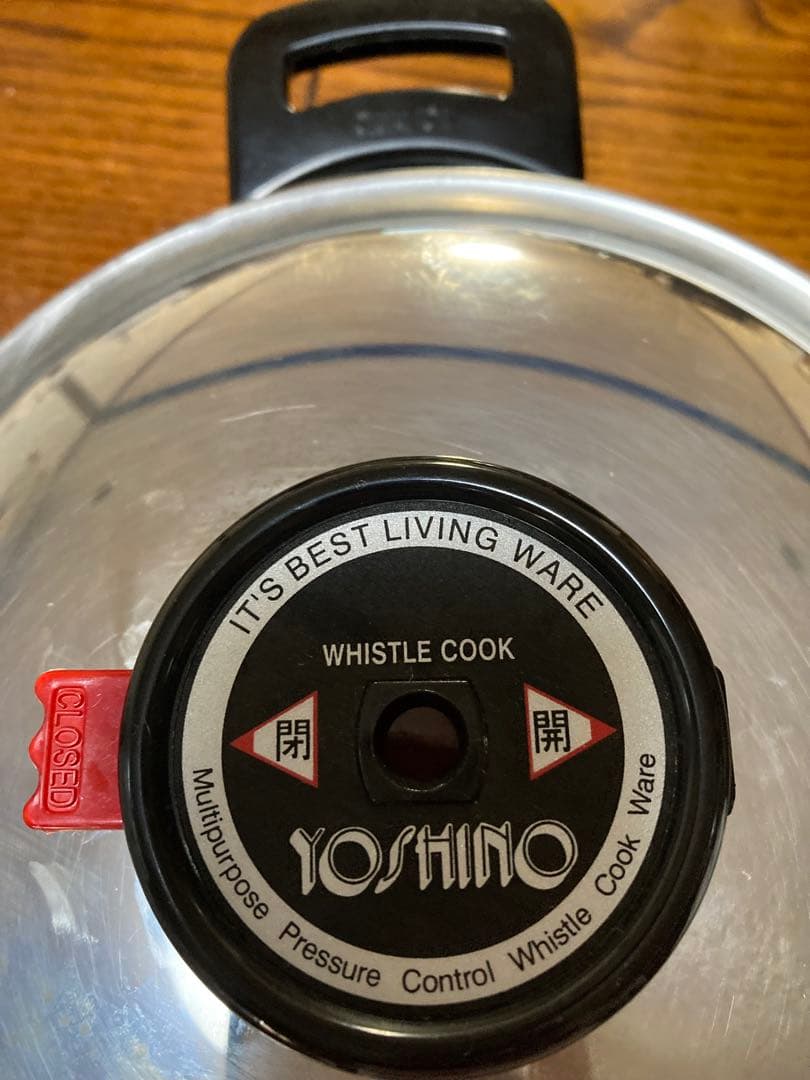 IT'S BEST LIVING WARE
WHISTLE COOK
閉
開
CLOSED
YOSHINO
Multipurpose Pressure Control Whistle Cook Ware